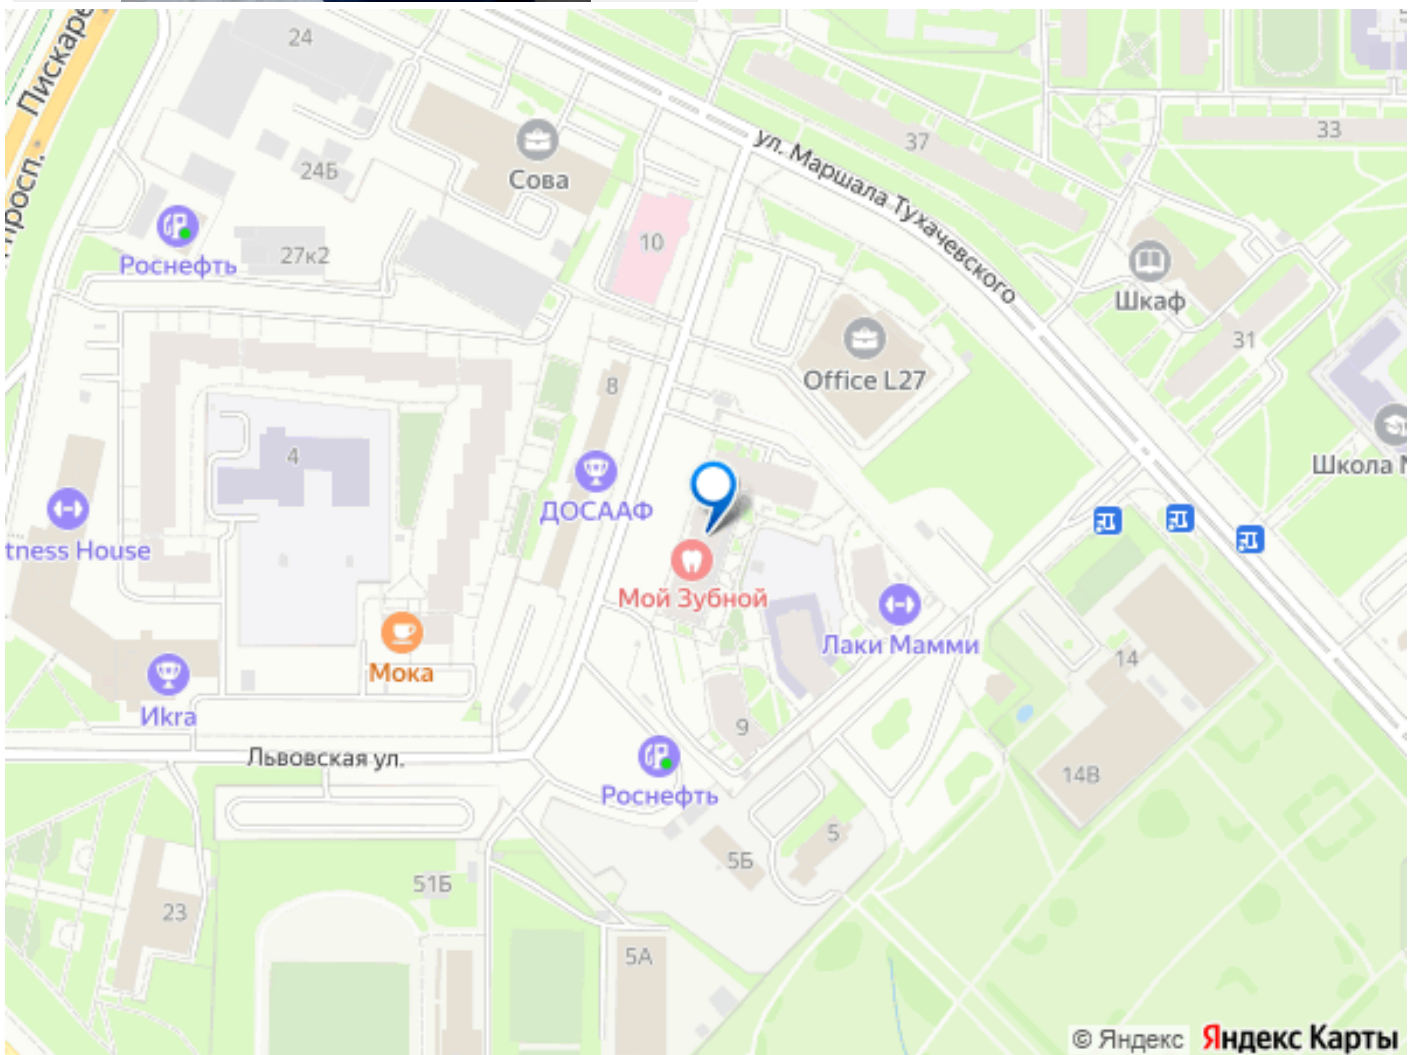 Пискаре
просп.
24
24Б
Сова
Роснефть
27к2
10
ул. Маршала Тухачевского
37
33
Шкаф
31
Office L27
8
4
ДОСААФ
Школа
tness House
Мой Зубной
Лаки Мамми
Мока
14
Иkra
9
Львовская ул.
Роснефть
14В
5
5Б
51Б
23
5А
© Яндекс Яндекс Карты